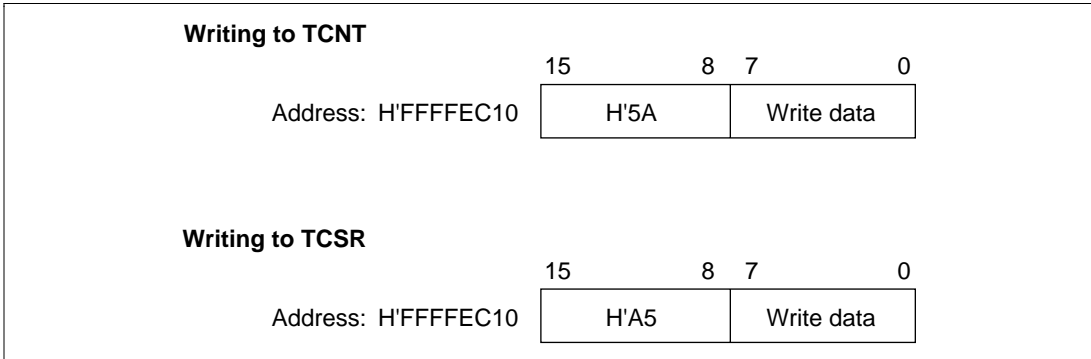 Writing to TCNT
15 8 7 0
Address: H'FFFFEC10 H'5A Write data
Writing to TCSR
15 8 7 0
Address: H'FFFFEC10 H'A5 Write data